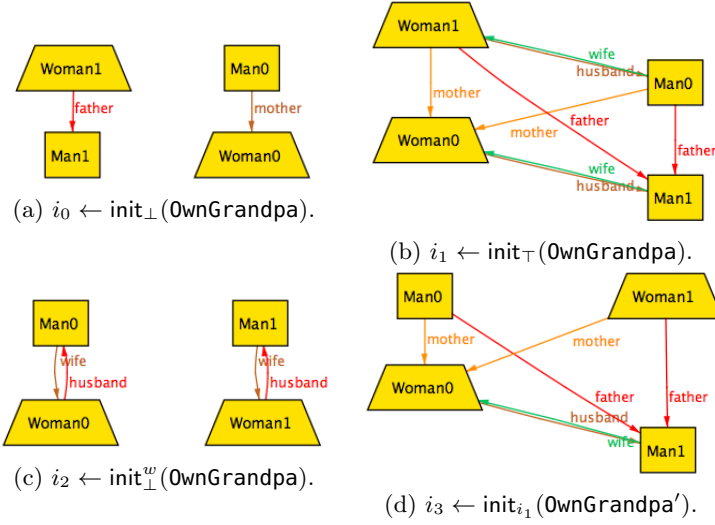 Woman1
father
Man1
Man0
mother
Woman0
(a) i₀ ← init⊥(OwnGrandpa).
Woman1
wife
husband
Man0
mother
mother
father
father
Woman0
wife
husband
Man1
(b) i₁ ← init⊤(OwnGrandpa).
Man0
wife
husband
Woman0
Man1
wife
husband
Woman1
(c) i₂ ← initʷ⊥(OwnGrandpa).
Man0
Woman1
mother
mother
Woman0
father
father
husband
wife
Man1
(d) i₃ ← init i₁(OwnGrandpa′).